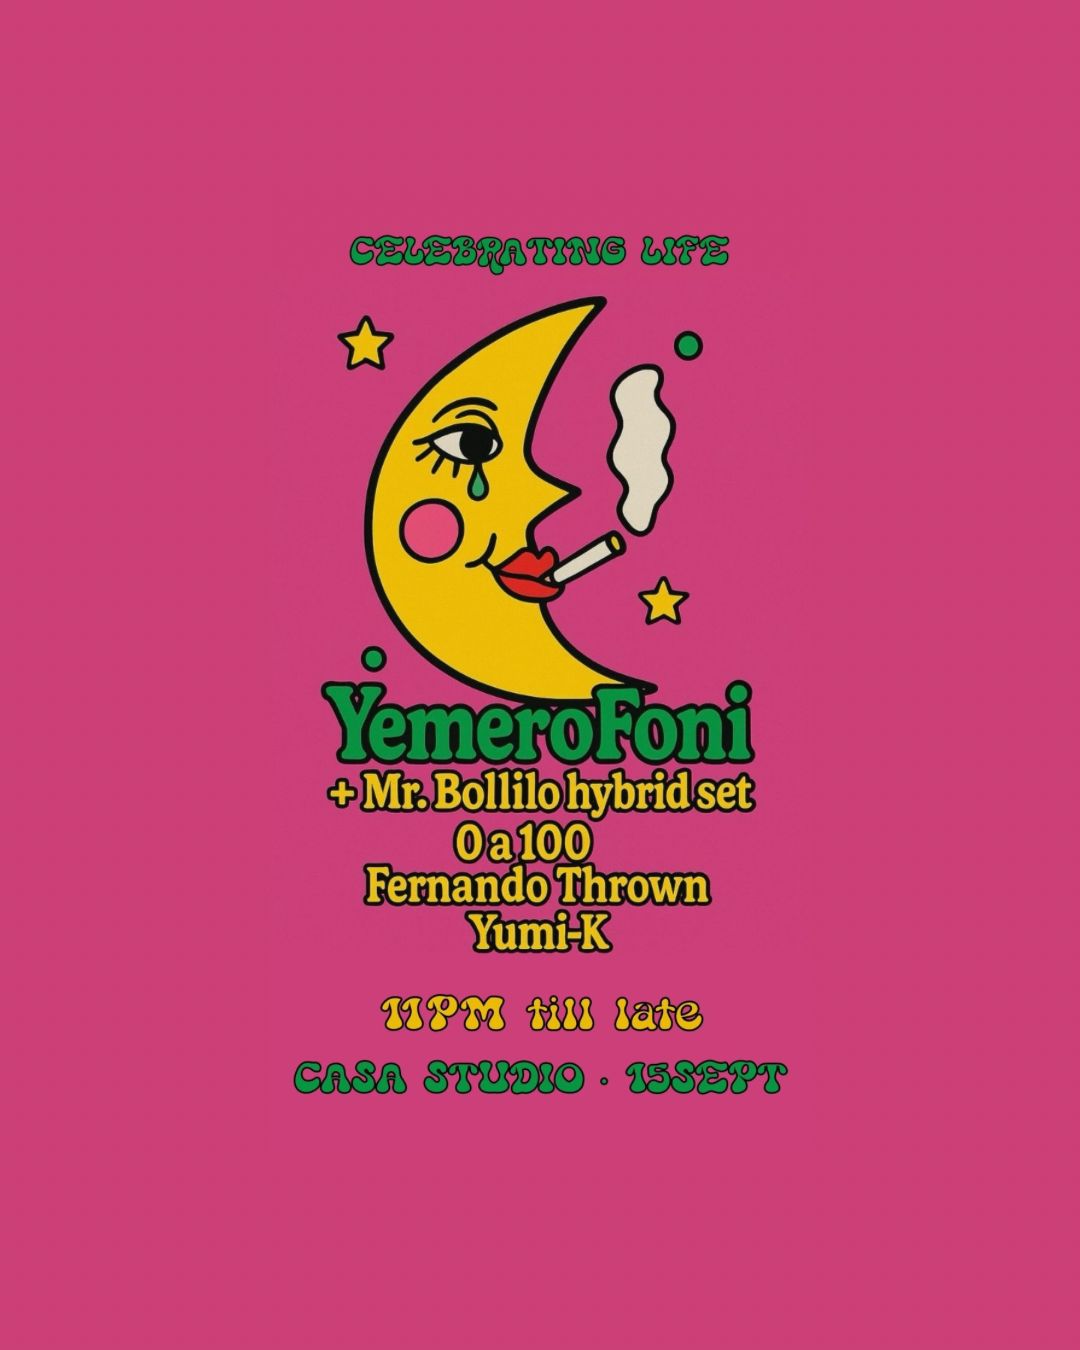 CELEBRATING LIFE
YemeroFoni
+ Mr. Bollilo hybrid set
0 a 100
Fernando Thrown
Yumi-K
11PM till late
CASA STUDIO · 15SEPT